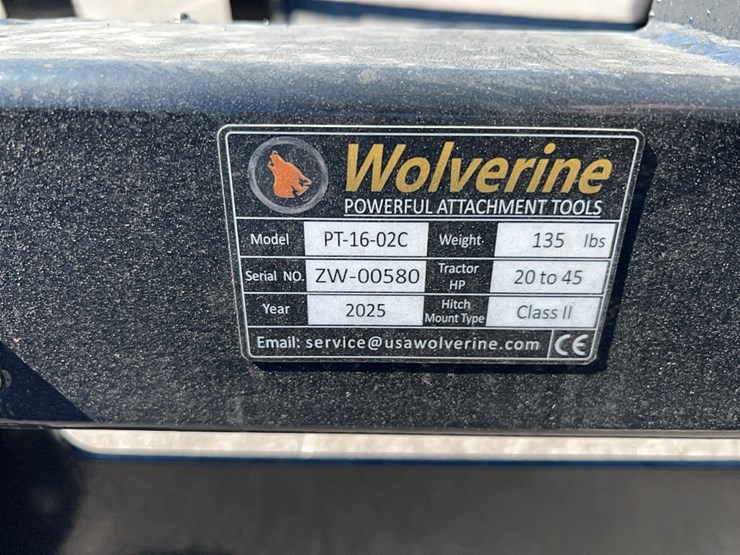 Wolverine
POWERFUL ATTACHMENT TOOLS
Model PT-16-02C Weight 135 lbs
Serial NO. ZW-00580 Tractor HP 20 to 45
Year 2025 Hitch Mount Type Class II
Email: service@usawolverine.com CE